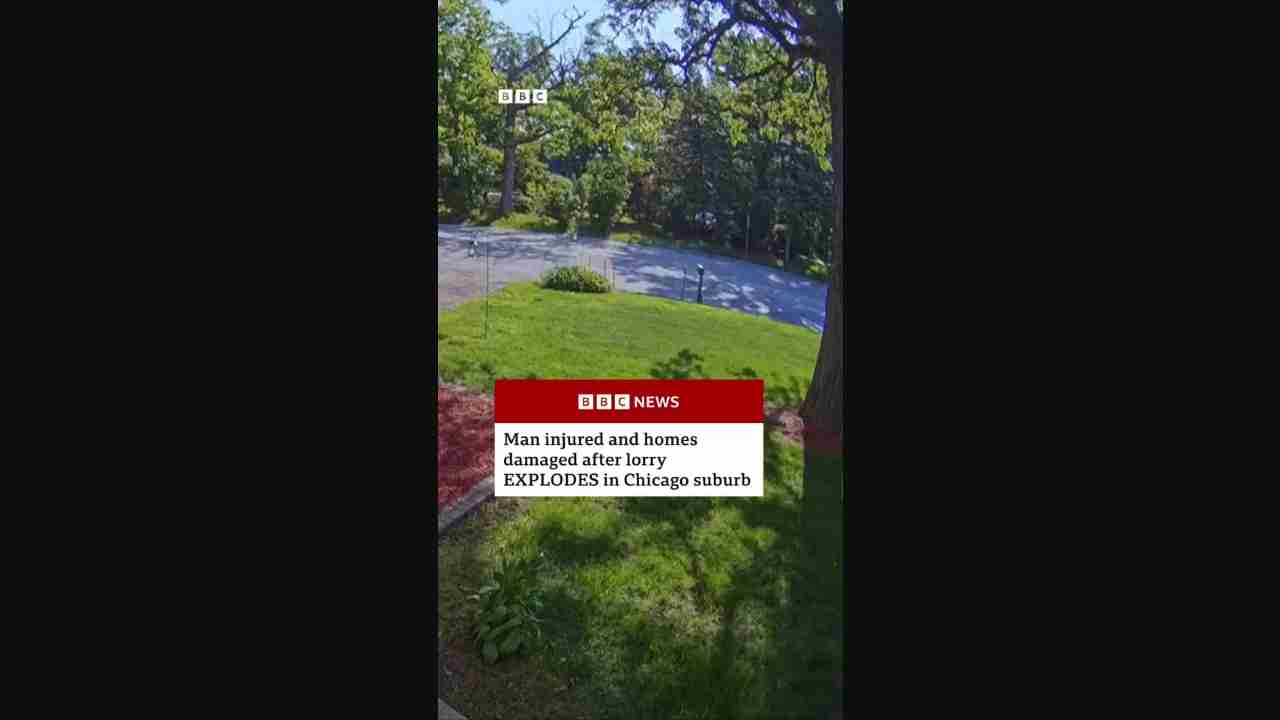 BBC
BBC NEWS
Man injured and homes
damaged after lorry
EXPLODES in Chicago suburb